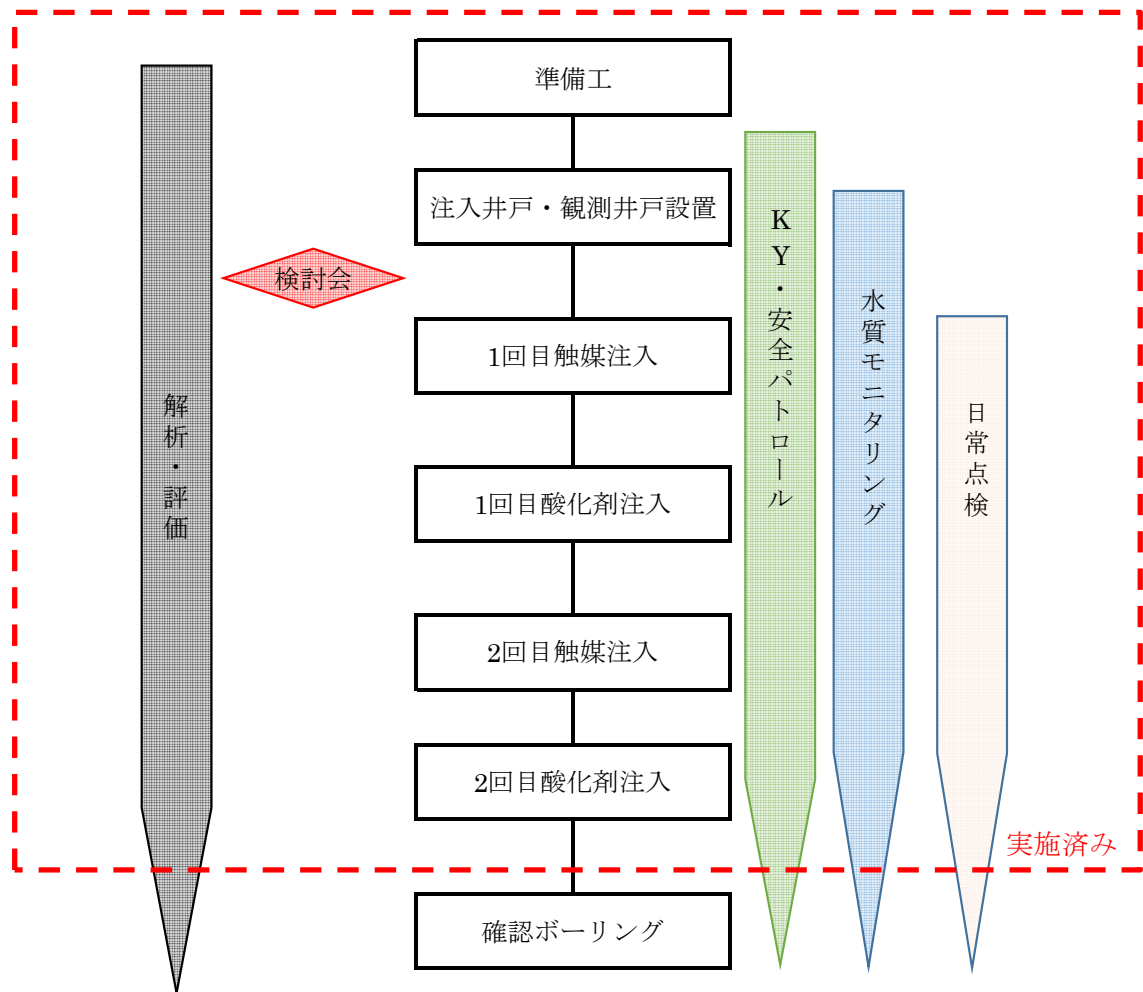 準備工
注入井戸・観測井戸設置
検討会
1回目触媒注入
1回目酸化剤注入
2回目触媒注入
2回目酸化剤注入
確認ボーリング
解析・評価
KY・安全パトロール
水質モニタリング
日常点検
実施済み